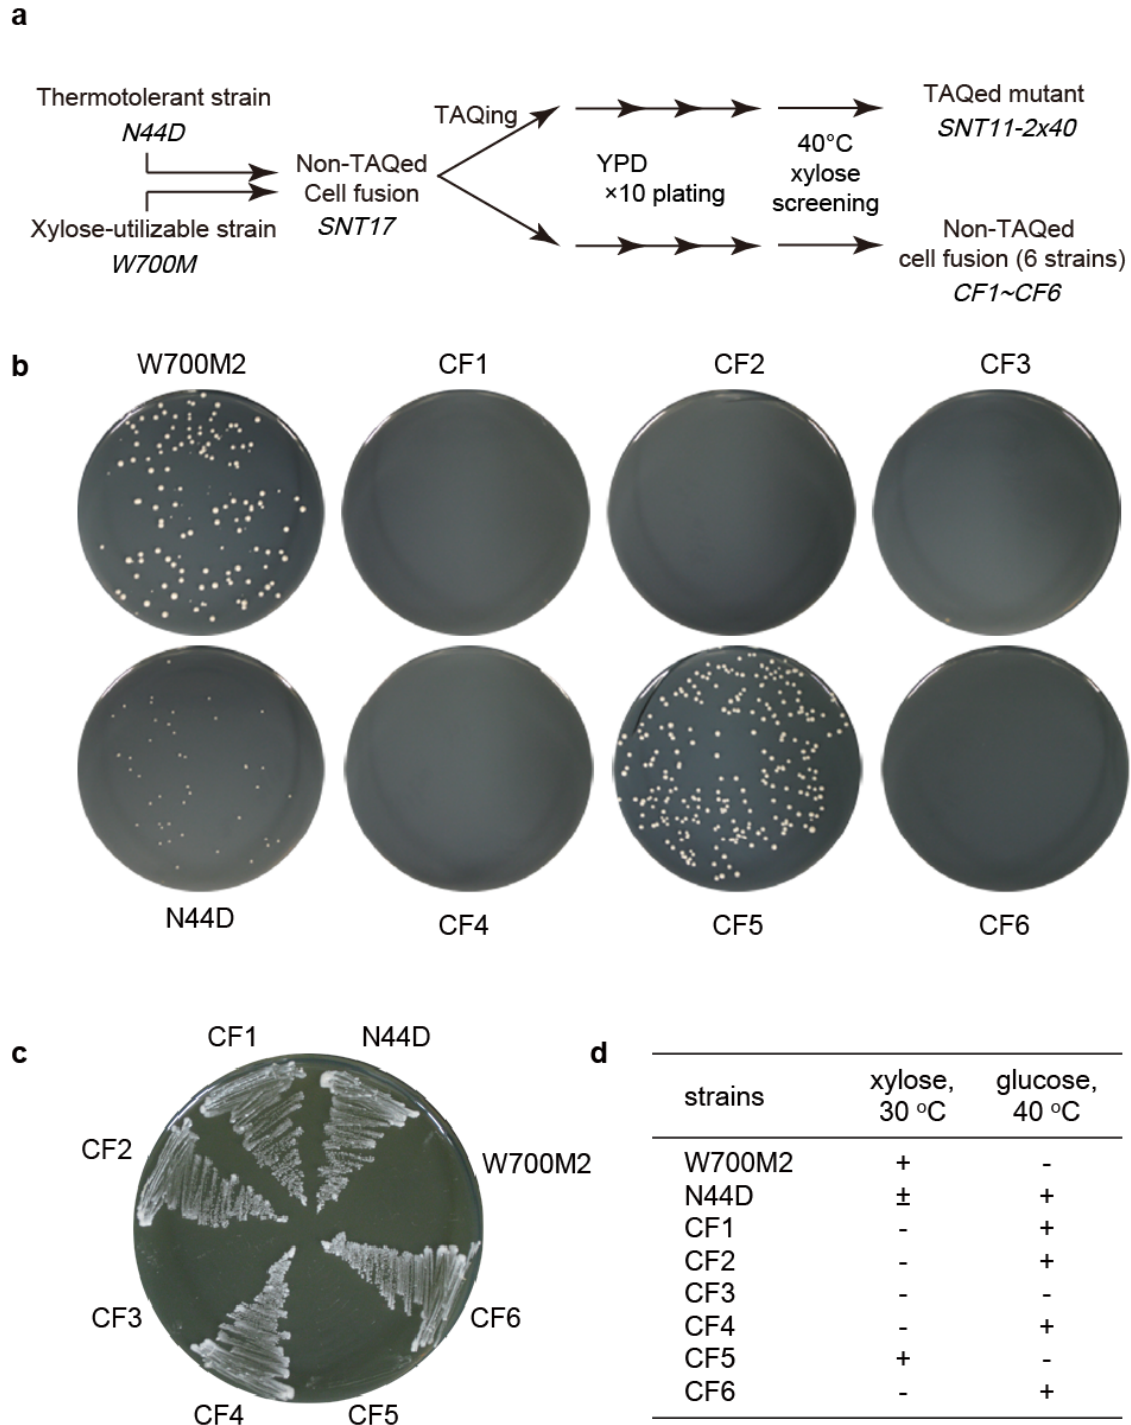 a
Thermotolerant strain
N44D
Xylose-utilizable strain
W700M
Non-TAQed
Cell fusion
SNT17
TAQing
YPD
×10 plating
40°C
xylose
screening
TAQed mutant
SNT11-2x40
Non-TAQed
cell fusion (6 strains)
CF1~CF6
b
W700M2 CF1 CF2 CF3
N44D CF4 CF5 CF6
c
CF1 N44D
CF2 W700M2
CF3 CF6
CF4 CF5
d
strains xylose, 30 °C glucose, 40 °C
W700M2 + -
N44D ± +
CF1 - +
CF2 - +
CF3 - -
CF4 - +
CF5 + -
CF6 - +